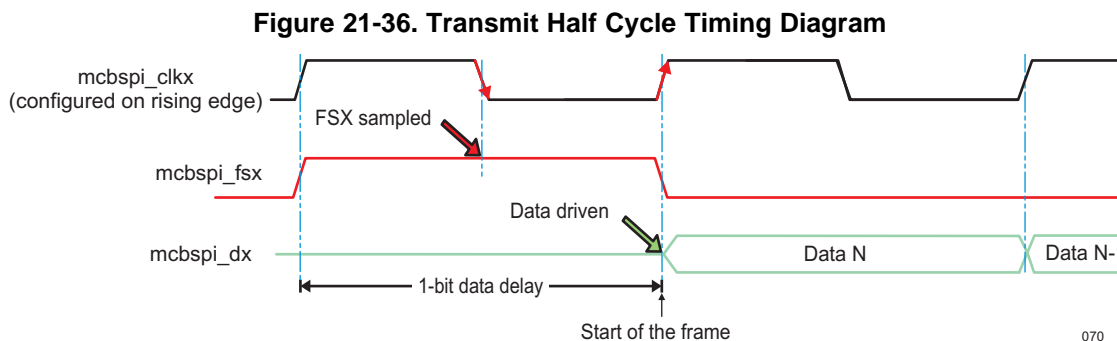 Figure 21-36. Transmit Half Cycle Timing Diagram
mcbspi_clkx
(configured on rising edge)
FSX sampled
mcbspi_fsx
Data driven
mcbspi_dx
Data N
Data N-
1-bit data delay
Start of the frame
070